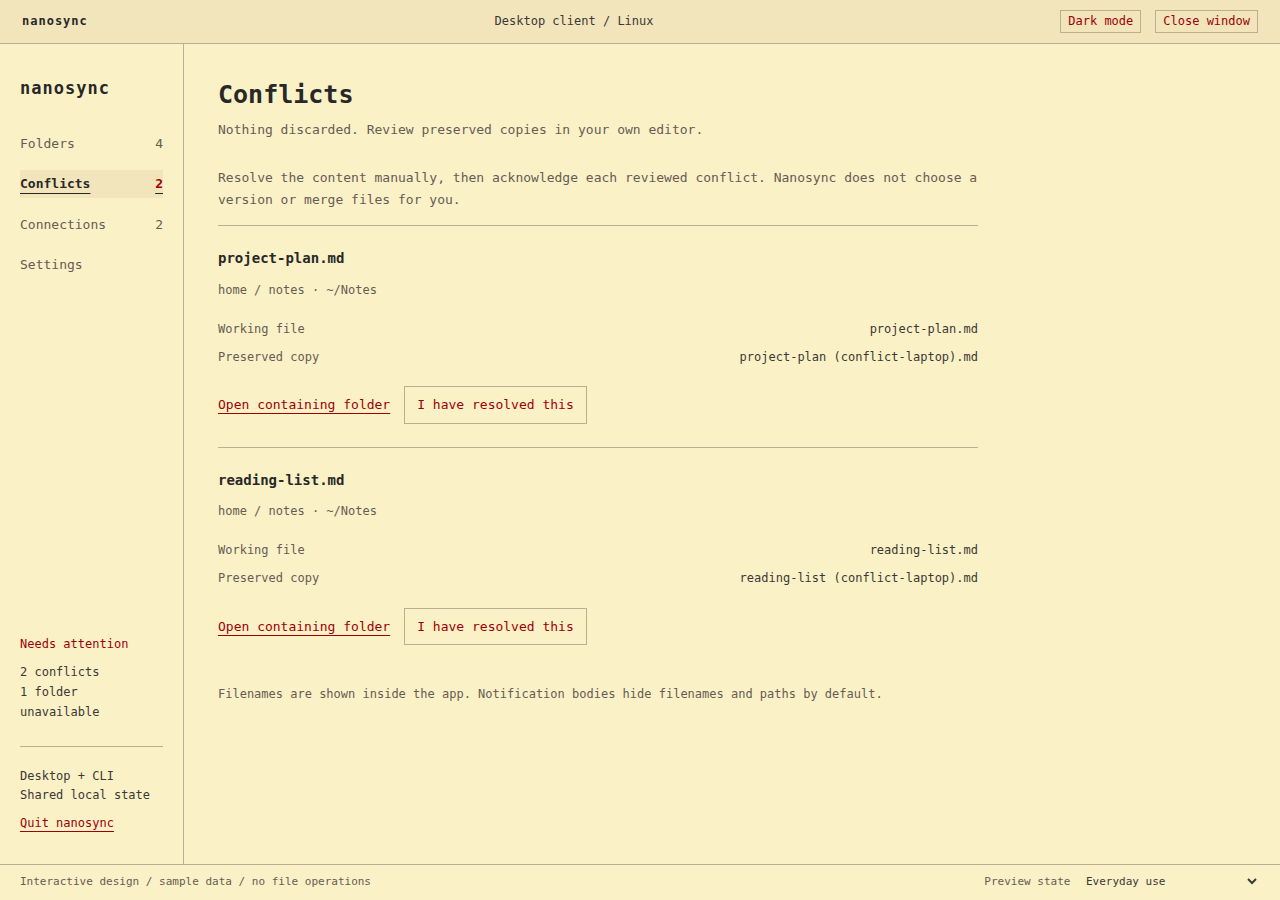 nanosync
Desktop client / Linux
Dark mode
Close window
nanosync
Folders 4
Conflicts 2
Connections 2
Settings
Needs attention
2 conflicts
1 folder
unavailable
Desktop + CLI
Shared local state
Quit nanosync
Conflicts
Nothing discarded. Review preserved copies in your own editor.
Resolve the content manually, then acknowledge each reviewed conflict. Nanosync does not choose a
version or merge files for you.
project-plan.md
home / notes · ~/Notes
Working file project-plan.md
Preserved copy project-plan (conflict-laptop).md
Open containing folder I have resolved this
reading-list.md
home / notes · ~/Notes
Working file reading-list.md
Preserved copy reading-list (conflict-laptop).md
Open containing folder I have resolved this
Filenames are shown inside the app. Notification bodies hide filenames and paths by default.
Interactive design / sample data / no file operations
Preview state Everyday use